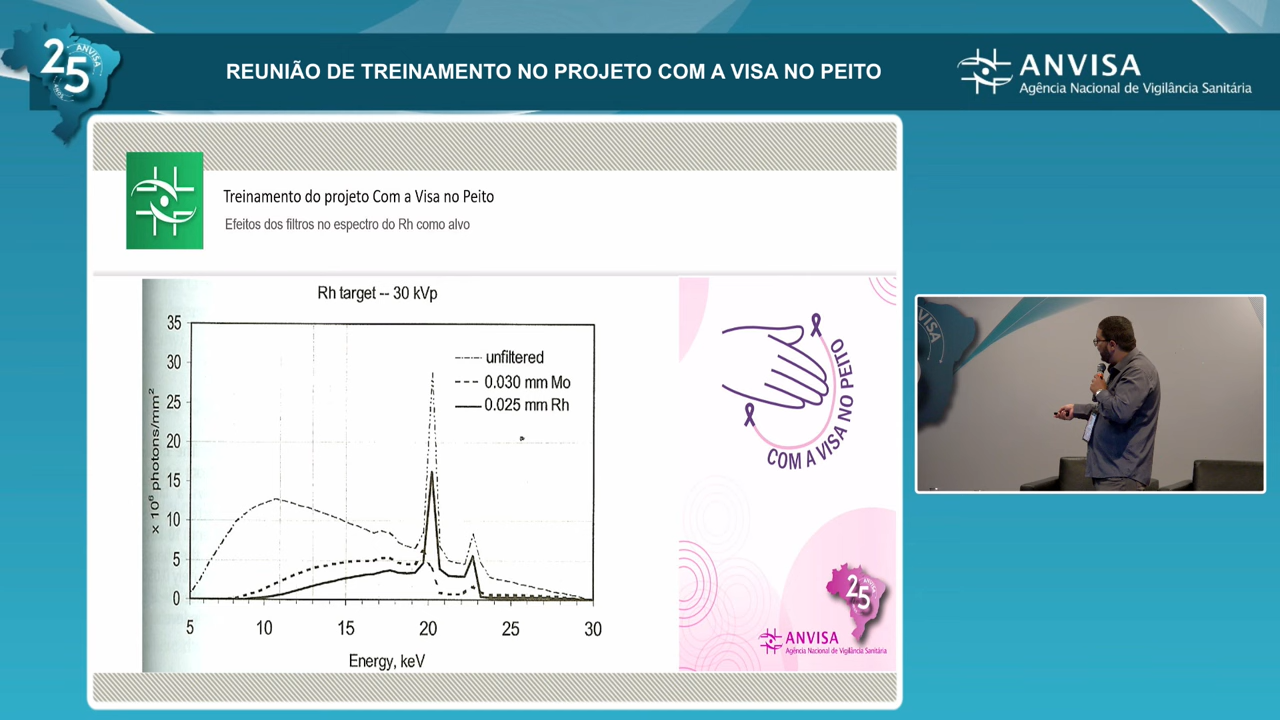 25
ANVISA
ANOS
REUNIÃO DE TREINAMENTO NO PROJETO COM A VISA NO PEITO
ANVISA
Agência Nacional de Vigilância Sanitária
Treinamento do projeto Com a Visa no Peito
Efeitos dos filtros no espectro do Rh como alvo
Rh target -- 30 kVp
x 10⁶ photons/mm²
35
30
25
20
15
10
5
0
unfiltered
0.030 mm Mo
0.025 mm Rh
5
10
15
20
25
30
Energy, keV
COM A VISA NO PEITO
25
ANVISA
Agência Nacional de Vigilância Sanitária